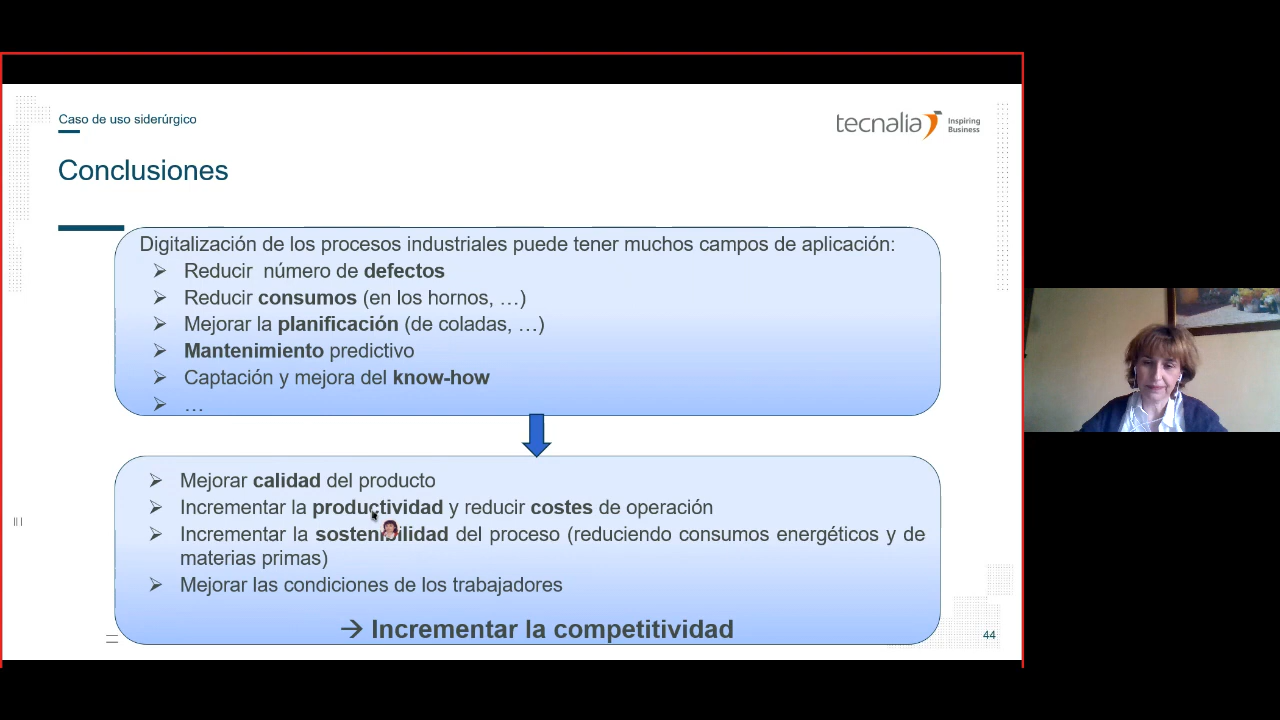 Caso de uso siderúrgico
tecnalia Inspiring
Business
Conclusiones
Digitalización de los procesos industriales puede tener muchos campos de aplicación:
➢ Reducir número de defectos
➢ Reducir consumos (en los hornos, …)
➢ Mejorar la planificación (de coladas, …)
➢ Mantenimiento predictivo
➢ Captación y mejora del know-how
➢ …
➢ Mejorar calidad del producto
➢ Incrementar la productividad y reducir costes de operación
➢ Incrementar la sostenibilidad del proceso (reduciendo consumos energéticos y de
materias primas)
➢ Mejorar las condiciones de los trabajadores
→ Incrementar la competitividad
44